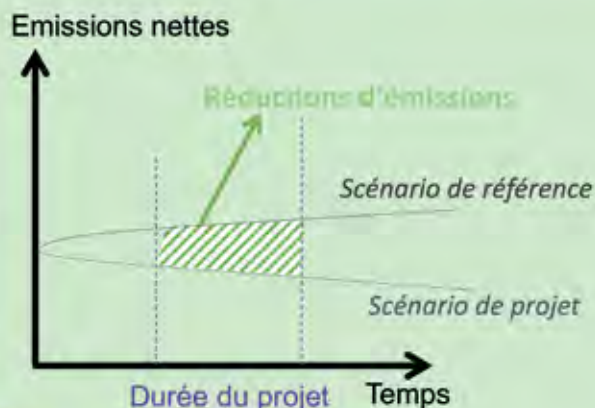 Emissions nettes
Réductions d'émissions
Scénario de référence
Scénario de projet
Durée du projet
Temps